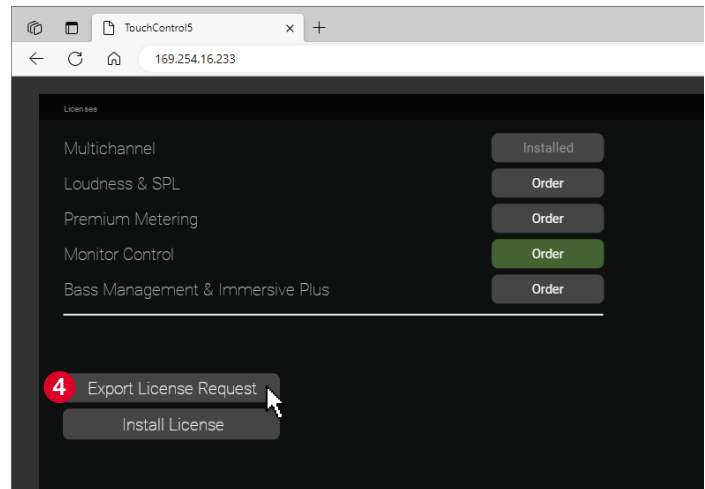 TouchControl5
169.254.16.233
Licenses
Multichannel Installed
Loudness & SPL Order
Premium Metering Order
Monitor Control Order
Bass Management & Immersive Plus Order
4 Export License Request
Install License